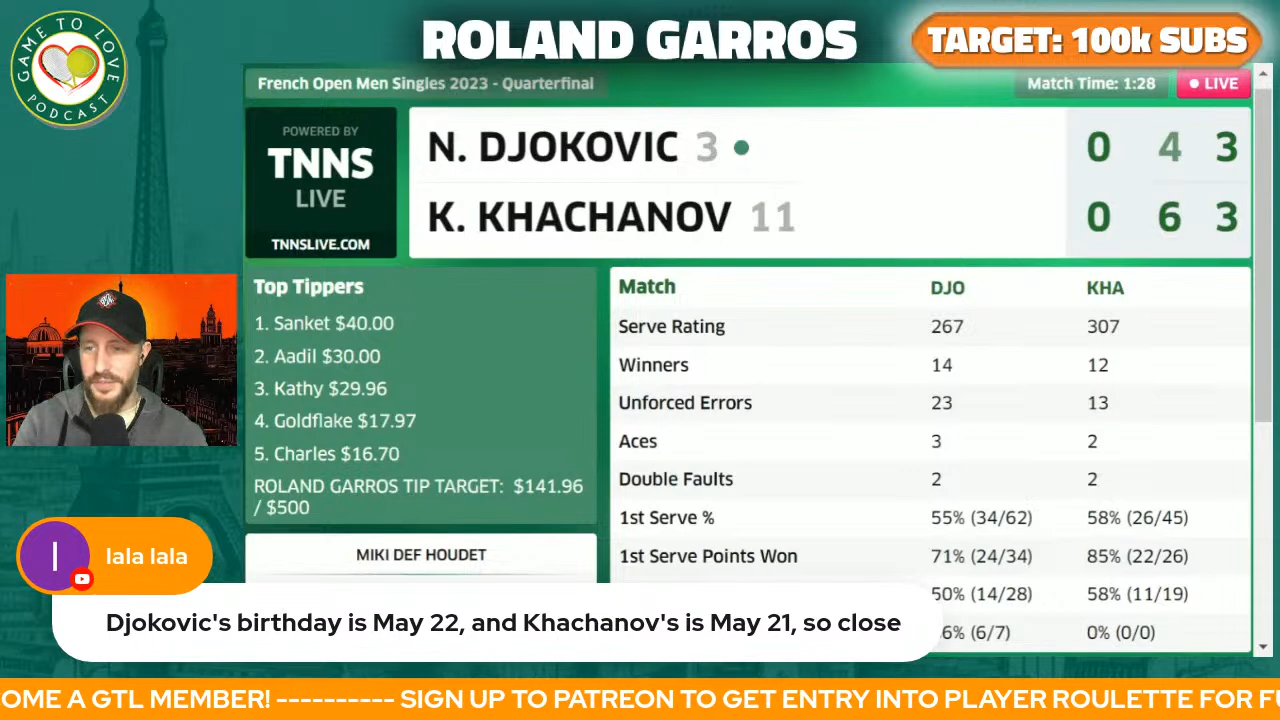 GAME TO LOVE
PODCAST
ROLAND GARROS
TARGET: 100k SUBS
French Open Men Singles 2023 - Quarterfinal
Match Time: 1:28
LIVE
POWERED BY
TNNS
LIVE
TNNSLIVE.COM
N. DJOKOVIC 3 0 4 3
K. KHACHANOV 11 0 6 3
Top Tippers
1. Sanket $40.00
2. Aadil $30.00
3. Kathy $29.96
4. Goldflake $17.97
5. Charles $16.70
ROLAND GARROS TIP TARGET: $141.96
/ $500
MIKI DEF HOUDET
Match DJO KHA
Serve Rating 267 307
Winners 14 12
Unforced Errors 23 13
Aces 3 2
Double Faults 2 2
1st Serve % 55% (34/62) 58% (26/45)
1st Serve Points Won 71% (24/34) 85% (22/26)
50% (14/28) 58% (11/19)
6% (6/7) 0% (0/0)
l
lala lala
Djokovic's birthday is May 22, and Khachanov's is May 21, so close
OME A GTL MEMBER! ---------- SIGN UP TO PATREON TO GET ENTRY INTO PLAYER ROULETTE FOR FU